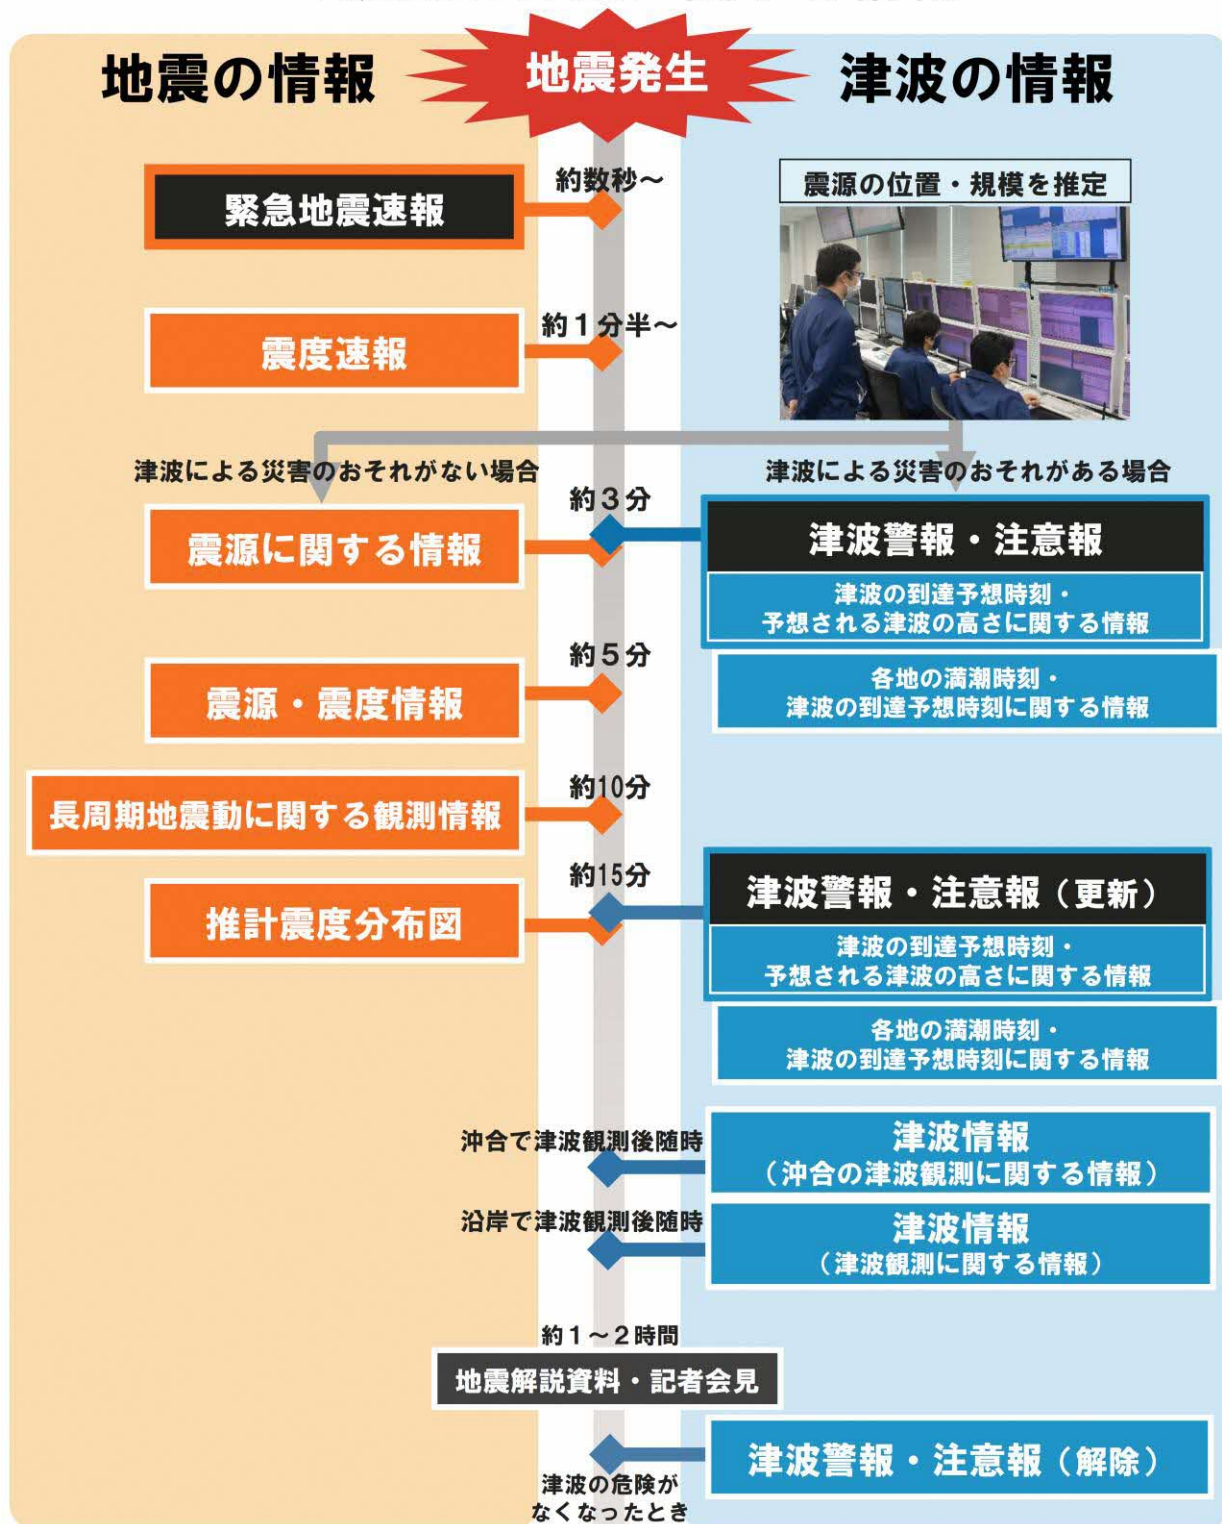 地震の情報
地震発生
津波の情報
約数秒~
緊急地震速報
震源の位置・規模を推定
約1分半~
震度速報
津波による災害のおそれがない場合
津波による災害のおそれがある場合
約3分
震源に関する情報
津波警報・注意報
津波の到達予想時刻・
予想される津波の高さに関する情報
約5分
震源・震度情報
各地の満潮時刻・
津波の到達予想時刻に関する情報
約10分
長周期地震動に関する観測情報
約15分
推計震度分布図
津波警報・注意報(更新)
津波の到達予想時刻・
予想される津波の高さに関する情報
各地の満潮時刻・
津波の到達予想時刻に関する情報
沖合で津波観測後随時
津波情報
(沖合の津波観測に関する情報)
沿岸で津波観測後随時
津波情報
(津波観測に関する情報)
約1~2時間
地震解説資料・記者会見
津波警報・注意報(解除)
津波の危険が
なくなったとき